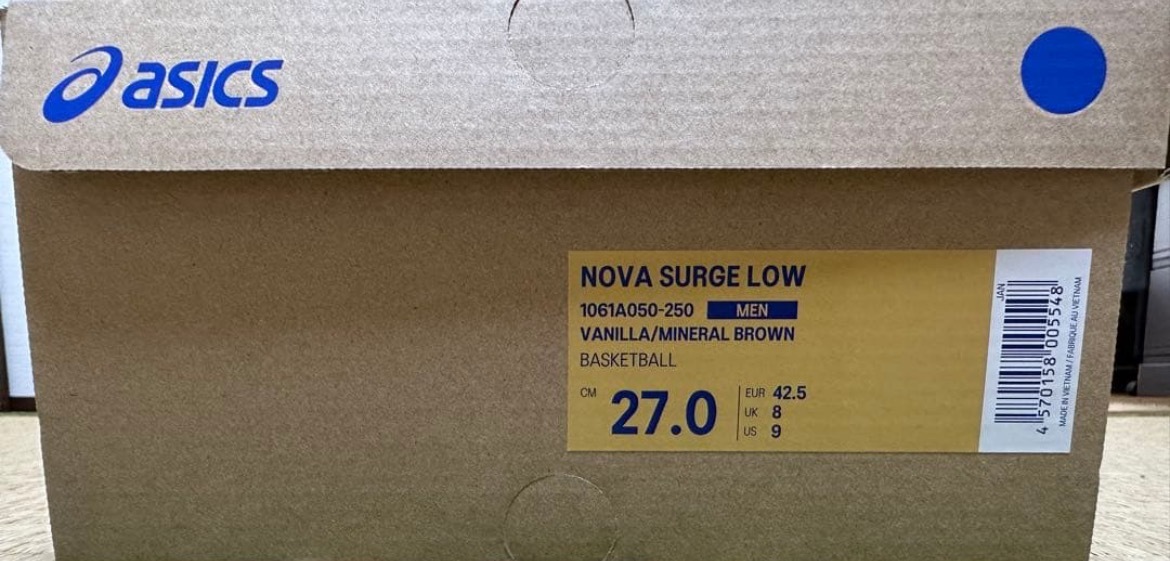 asics
NOVA SURGE LOW
1061A050-250 MEN
VANILLA/MINERAL BROWN
BASKETBALL
CM 27.0
EUR 42.5
UK 8
US 9
JAN
4 570158 005548
MADE IN VIETNAM / FABRIQUE AU VIETNAM